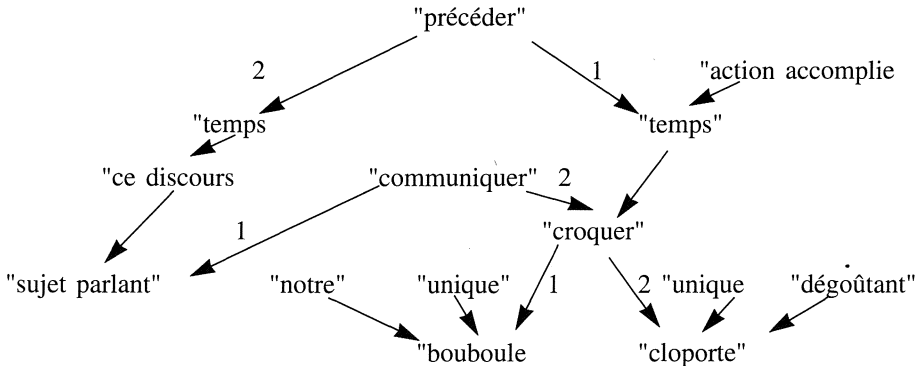 "précéder"
2 1 "action accomplie
"temps "temps"
"ce discours "communiquer" 2
1 "croquer"
"sujet parlant" "notre" "unique" 1 2 "unique "dégoûtant"
"bouboule "cloporte"